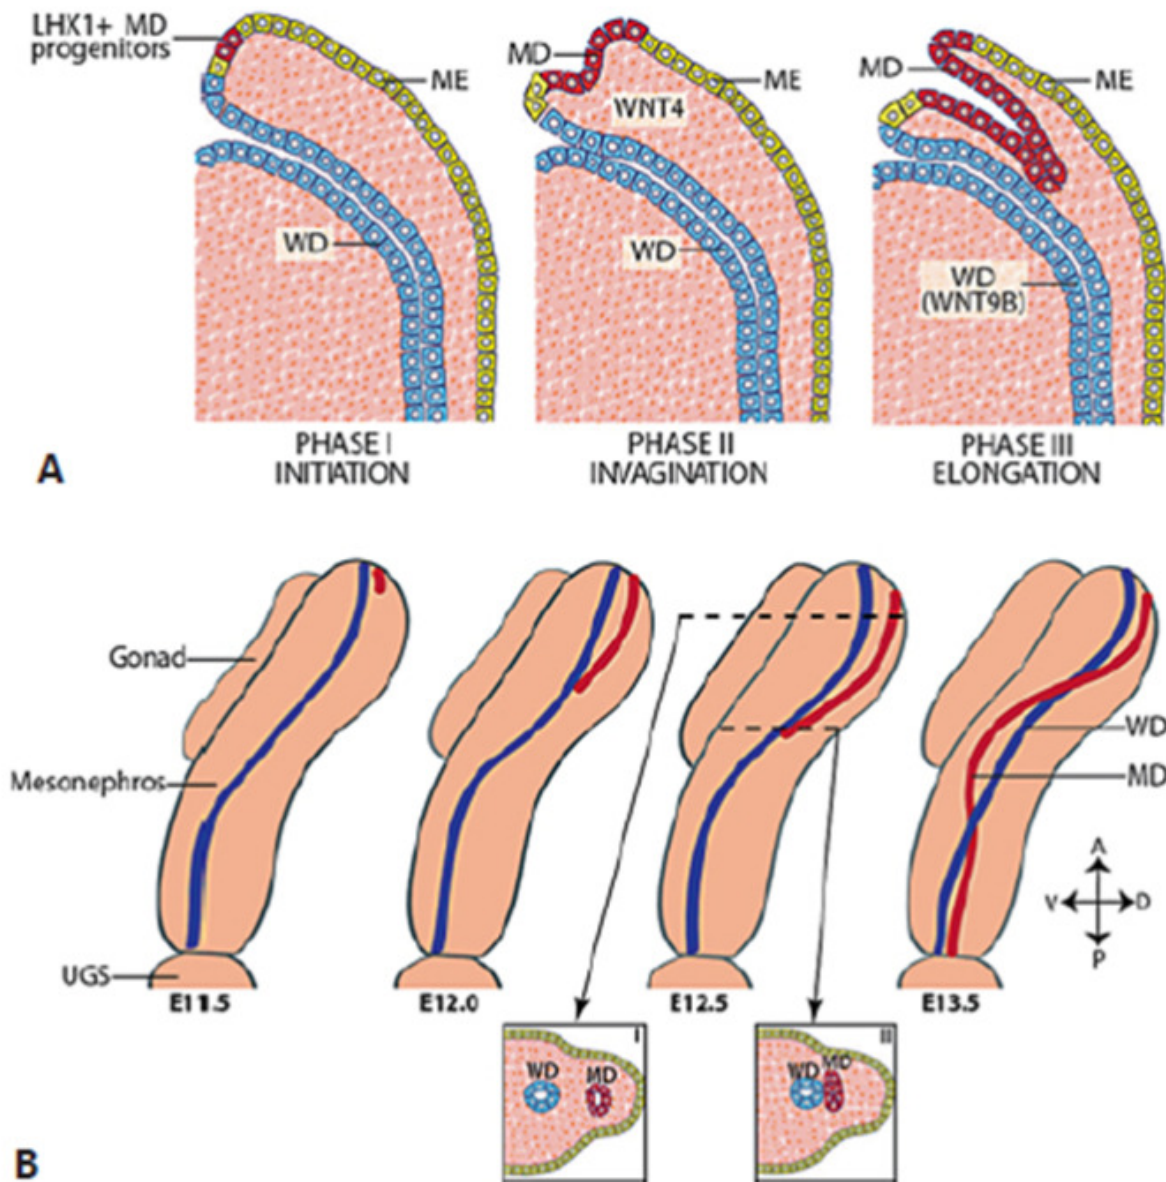 LHX1+ MD
progenitors
ME
WD
PHASE I
INITIATION
MD
ME
WNT4
WD
PHASE II
INVAGINATION
MD
ME
WD
(WNT9B)
PHASE III
ELONGATION
A
Gonad
Mesonephros
UGS
WD
MD
A
V
D
P
E11.5
E12.0
E12.5
E13.5
I
WD
MD
II
WD
MD
B